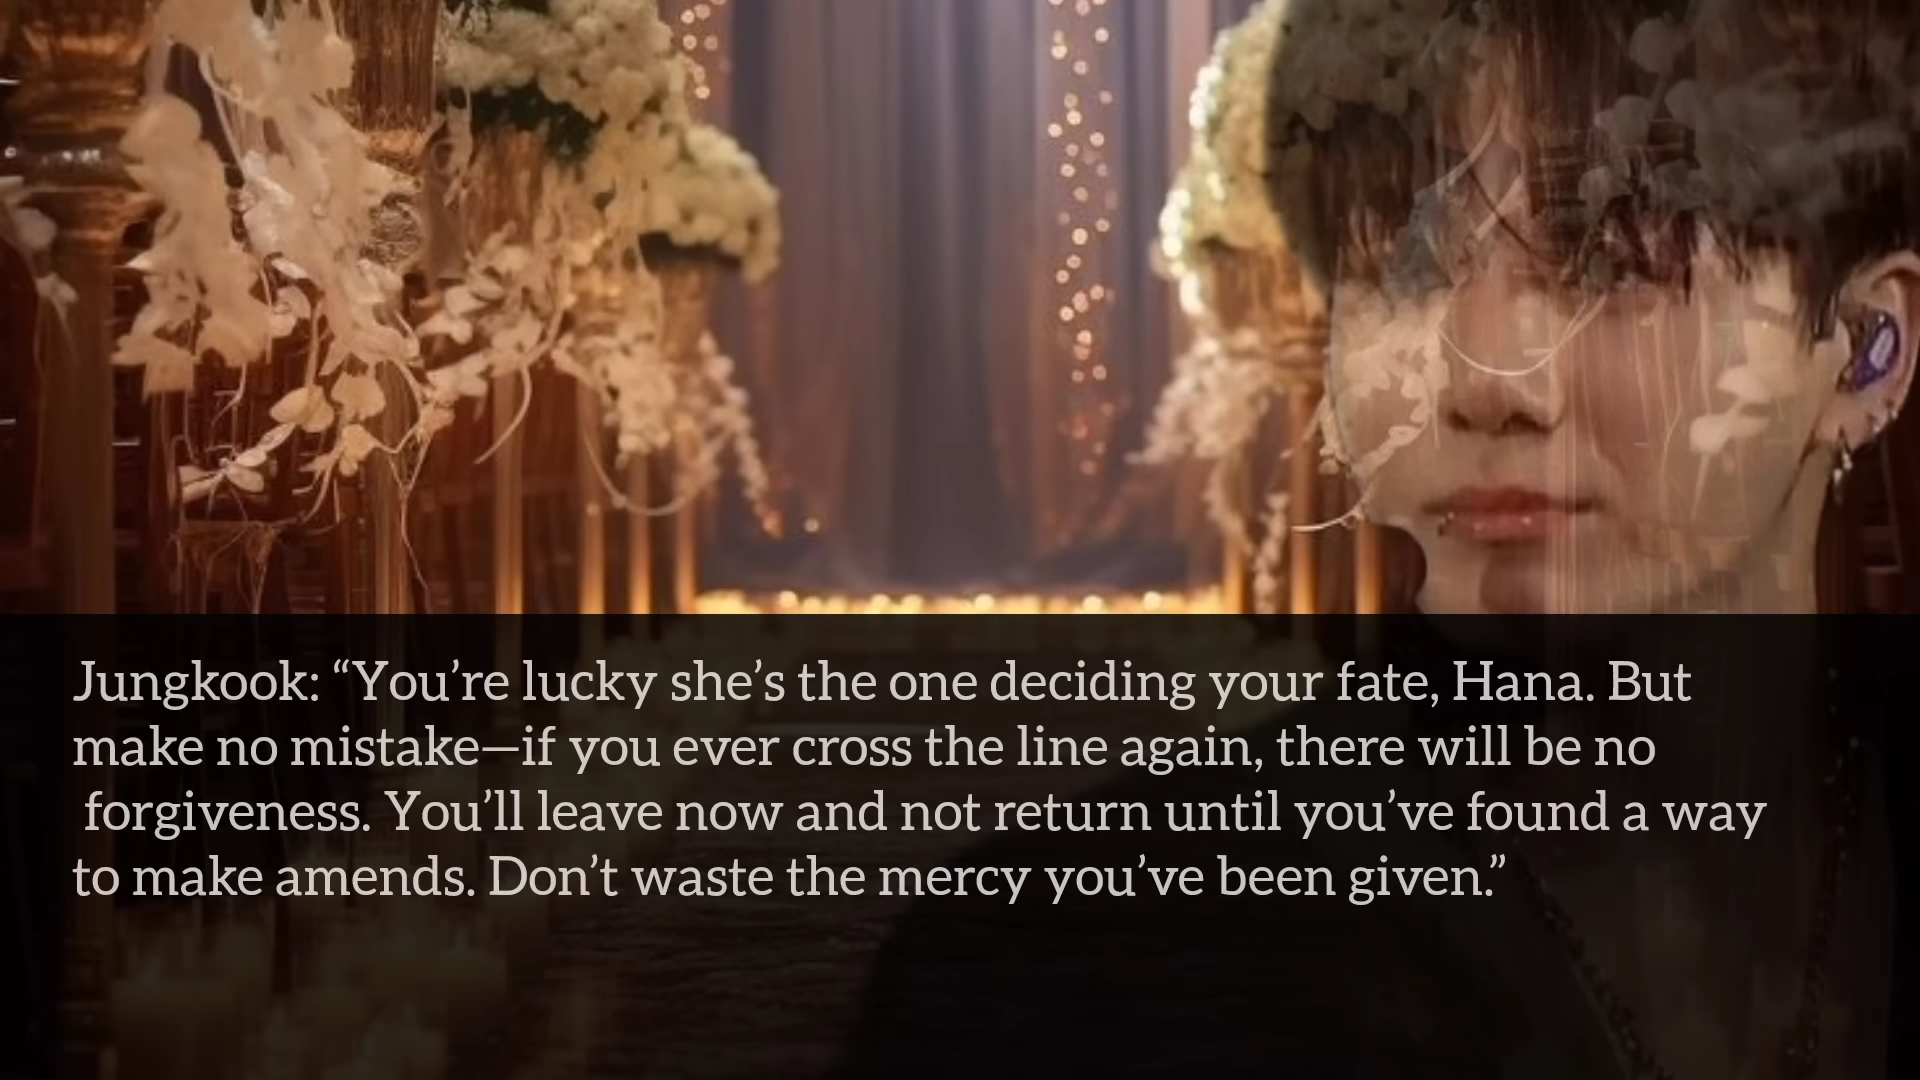 Jungkook: “You’re lucky she’s the one deciding your fate, Hana. But
make no mistake—if you ever cross the line again, there will be no
forgiveness. You’ll leave now and not return until you’ve found a way
to make amends. Don’t waste the mercy you’ve been given.”